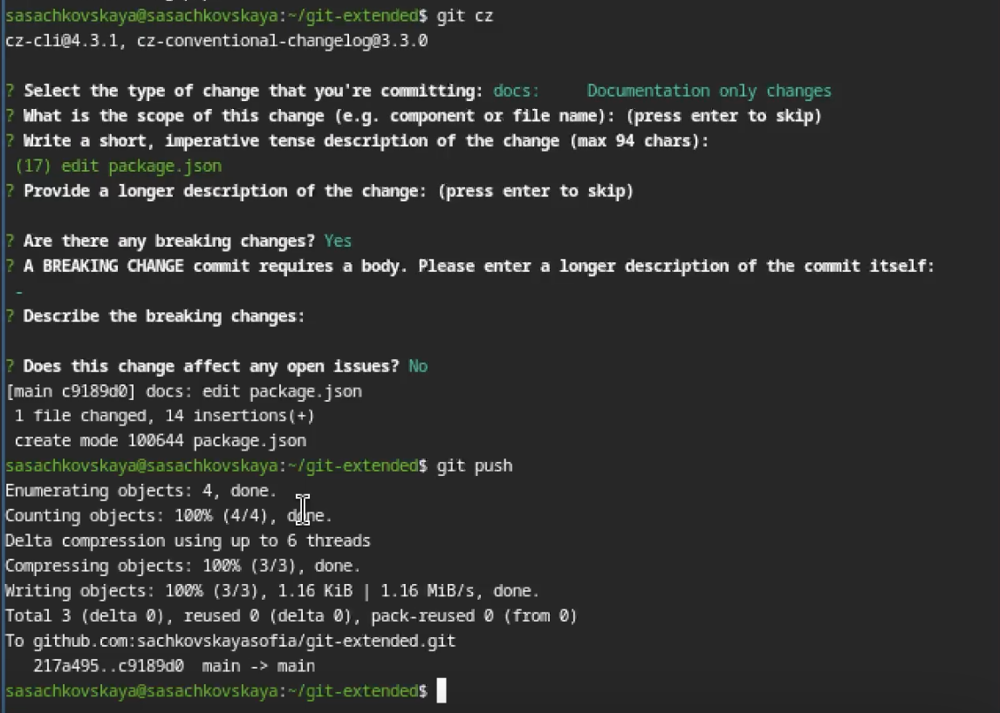 sasachkovskaya@sasachkovskaya:~/git-extended$ git cz
cz-cli@4.3.1, cz-conventional-changelog@3.3.0
? Select the type of change that you're committing: docs:     Documentation only changes
? What is the scope of this change (e.g. component or file name): (press enter to skip)
? Write a short, imperative tense description of the change (max 94 chars):
(17) edit package.json
? Provide a longer description of the change: (press enter to skip)
? Are there any breaking changes? Yes
? A BREAKING CHANGE commit requires a body. Please enter a longer description of the commit itself:
-
? Describe the breaking changes:
? Does this change affect any open issues? No
[main c9189d0] docs: edit package.json
1 file changed, 14 insertions(+)
create mode 100644 package.json
sasachkovskaya@sasachkovskaya:~/git-extended$ git push
Enumerating objects: 4, done.
Counting objects: 100% (4/4), done.
Delta compression using up to 6 threads
Compressing objects: 100% (3/3), done.
Writing objects: 100% (3/3), 1.16 KiB | 1.16 MiB/s, done.
Total 3 (delta 0), reused 0 (delta 0), pack-reused 0 (from 0)
To github.com:sachkovskayasofia/git-extended.git
217a495..c9189d0  main -> main
sasachkovskaya@sasachkovskaya:~/git-extended$